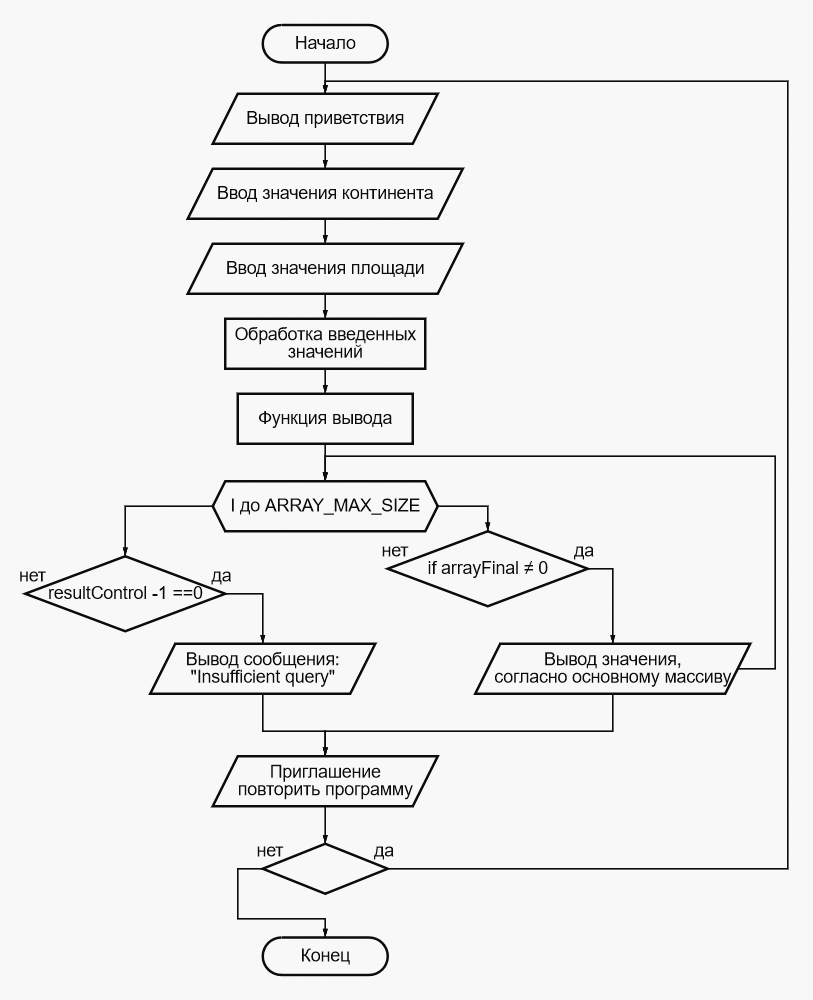 Начало
Вывод приветствия
Ввод значения континента
Ввод значения площади
Обработка введенных
значений
Функция вывода
I до ARRAY_MAX_SIZE
нет
да
if arrayFinal ≠ 0
нет
да
resultControl -1 ==0
Вывод сообщения:
"Insufficient query"
Вывод значения,
согласно основному массиву
Приглашение
повторить программу
нет
да
Конец